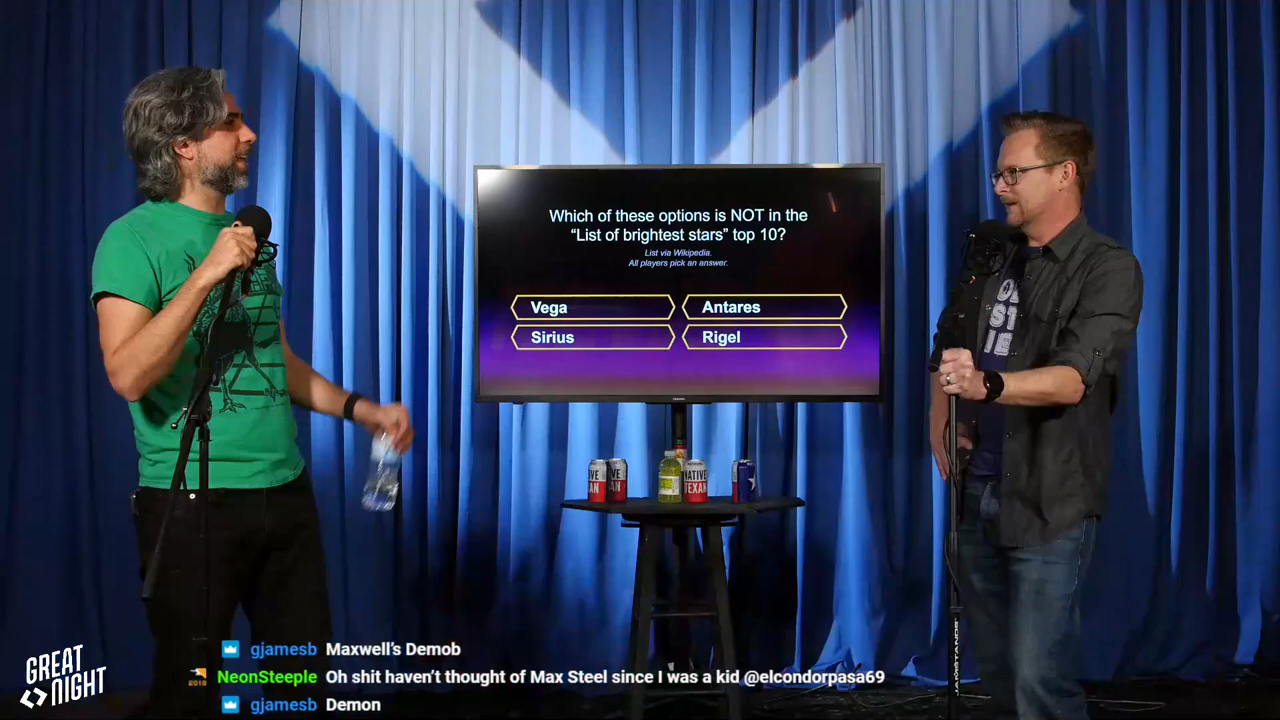 Which of these options is NOT in the
“List of brightest stars” top 10?
List via Wikipedia.
All players pick an answer.
Vega
Antares
Sirius
Rigel
NATIVE
TEXAN
GREAT
NIGHT
gjamesb Maxwell’s Demob
NeonSteeple Oh shit haven’t thought of Max Steel since I was a kid @elcondorpasa69
gjamesb Demon